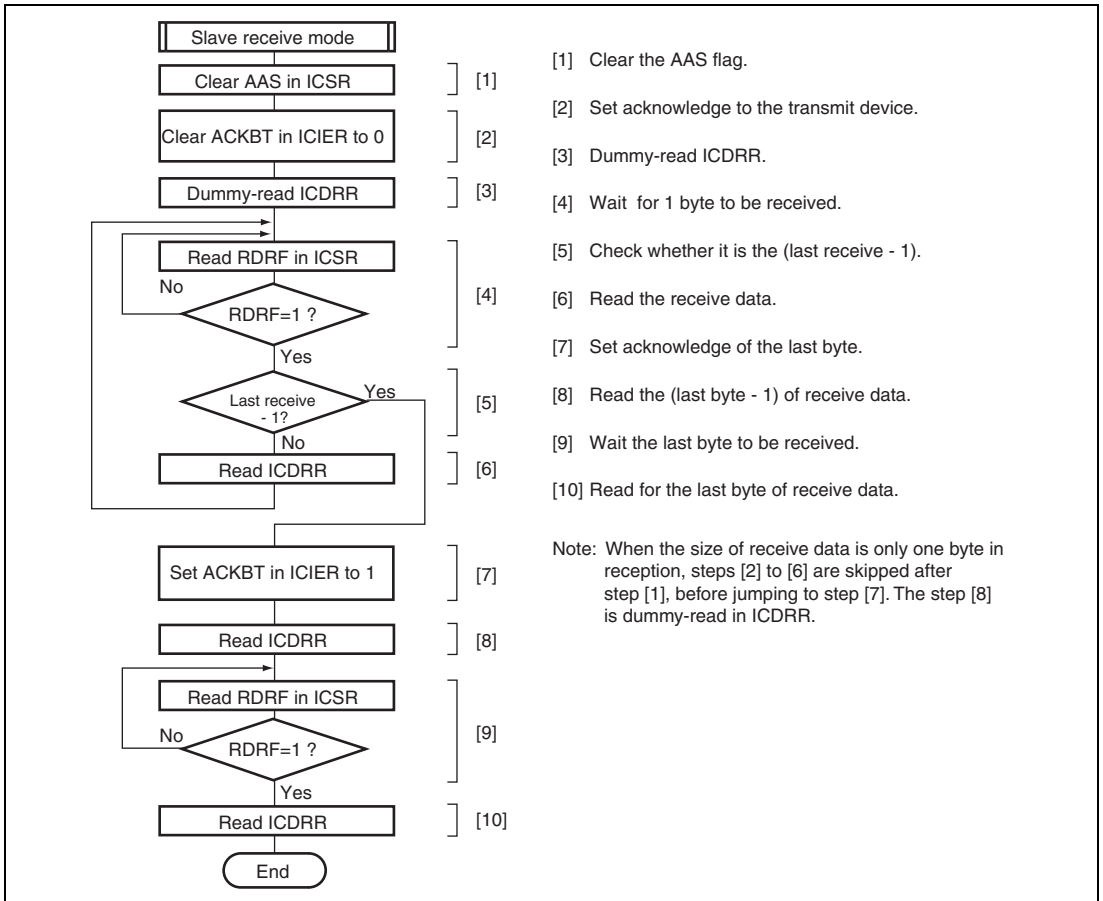 Slave receive mode
Clear AAS in ICSR
[1]
Clear ACKBT in ICIER to 0
[2]
Dummy-read ICDRR
[3]
Read RDRF in ICSR
No
RDRF=1 ?
[4]
Yes
Last receive
- 1?
Yes
[5]
No
Read ICDRR
[6]
Set ACKBT in ICIER to 1
[7]
Read ICDRR
[8]
Read RDRF in ICSR
No
RDRF=1 ?
[9]
Yes
Read ICDRR
[10]
End
[1] Clear the AAS flag.
[2] Set acknowledge to the transmit device.
[3] Dummy-read ICDRR.
[4] Wait for 1 byte to be received.
[5] Check whether it is the (last receive - 1).
[6] Read the receive data.
[7] Set acknowledge of the last byte.
[8] Read the (last byte - 1) of receive data.
[9] Wait the last byte to be received.
[10] Read for the last byte of receive data.
Note: When the size of receive data is only one byte in
reception, steps [2] to [6] are skipped after
step [1], before jumping to step [7]. The step [8]
is dummy-read in ICDRR.